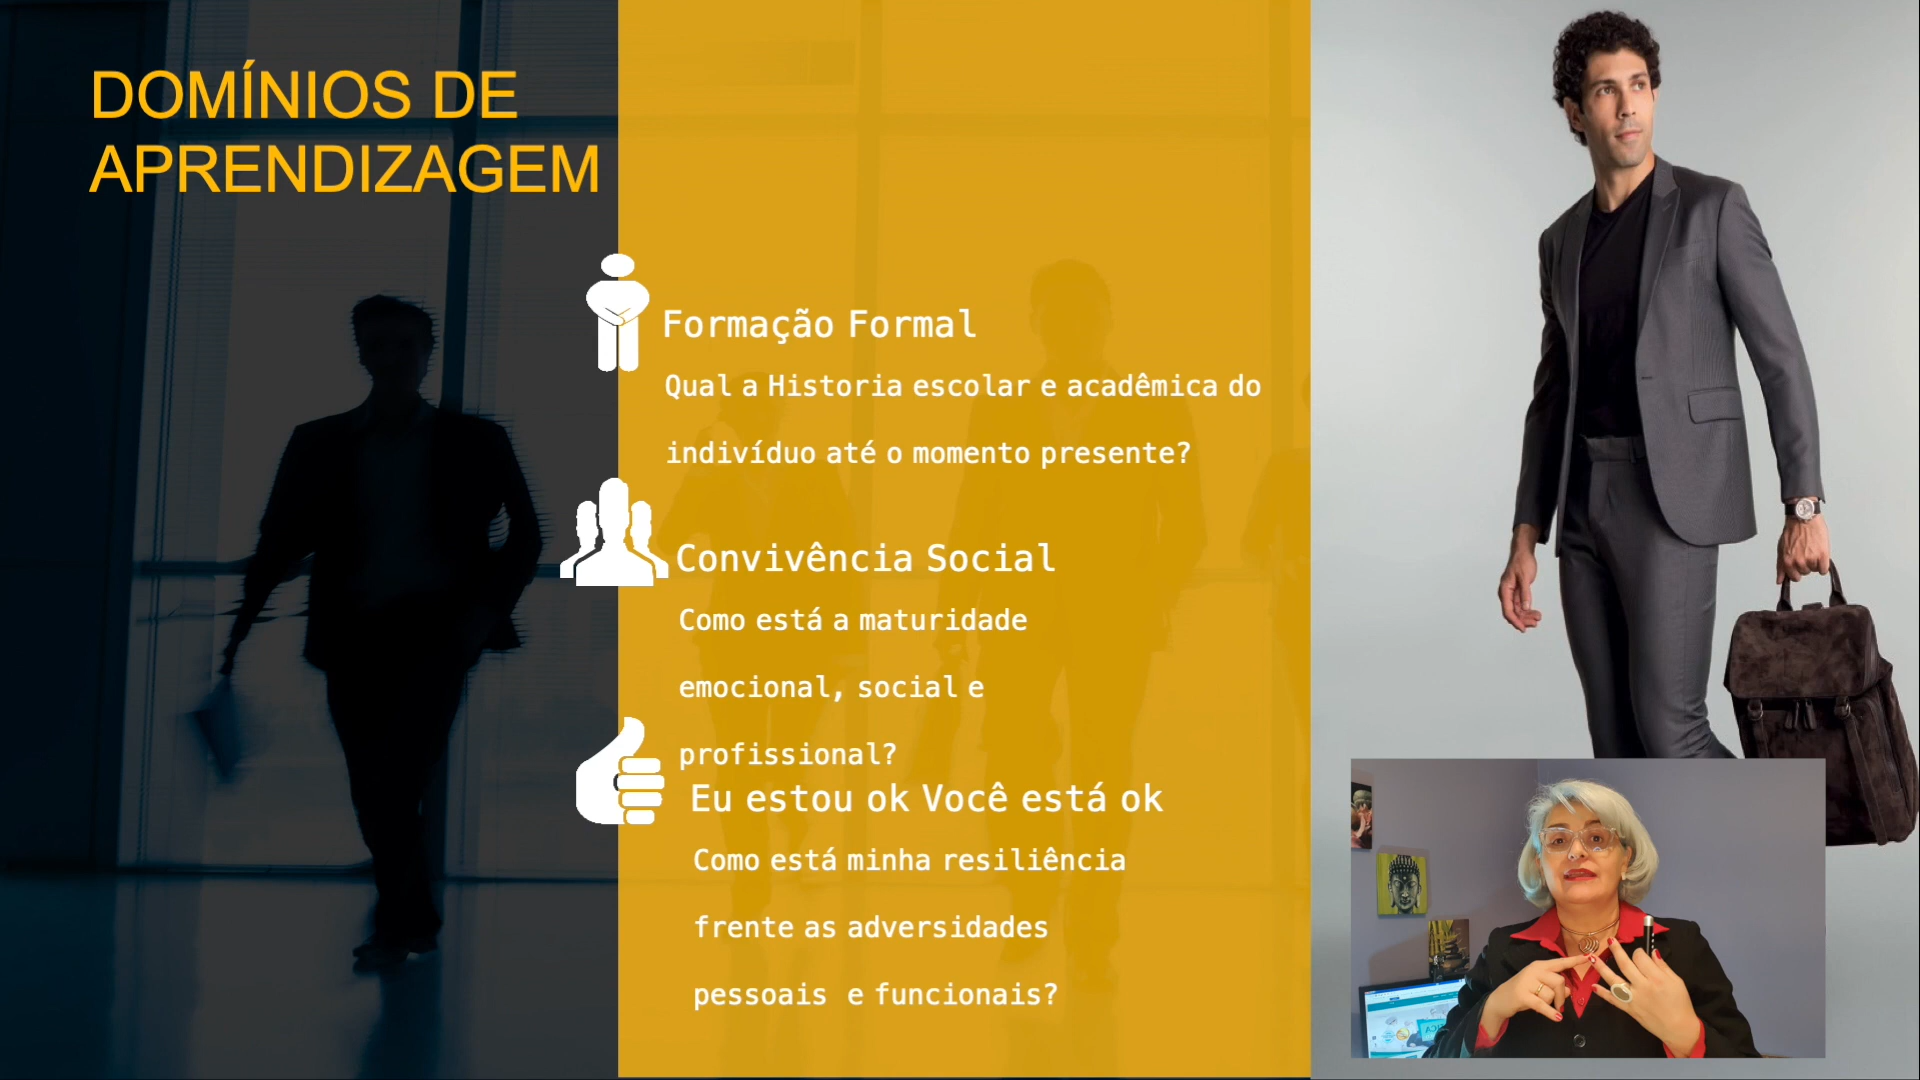 DOMÍNIOS DE
APRENDIZAGEM
Formação Formal
Qual a Historia escolar e acadêmica do
indivíduo até o momento presente?
Convivência Social
Como está a maturidade
emocional, social e
profissional?
Eu estou ok Você está ok
Como está minha resiliência
frente as adversidades
pessoais e funcionais?